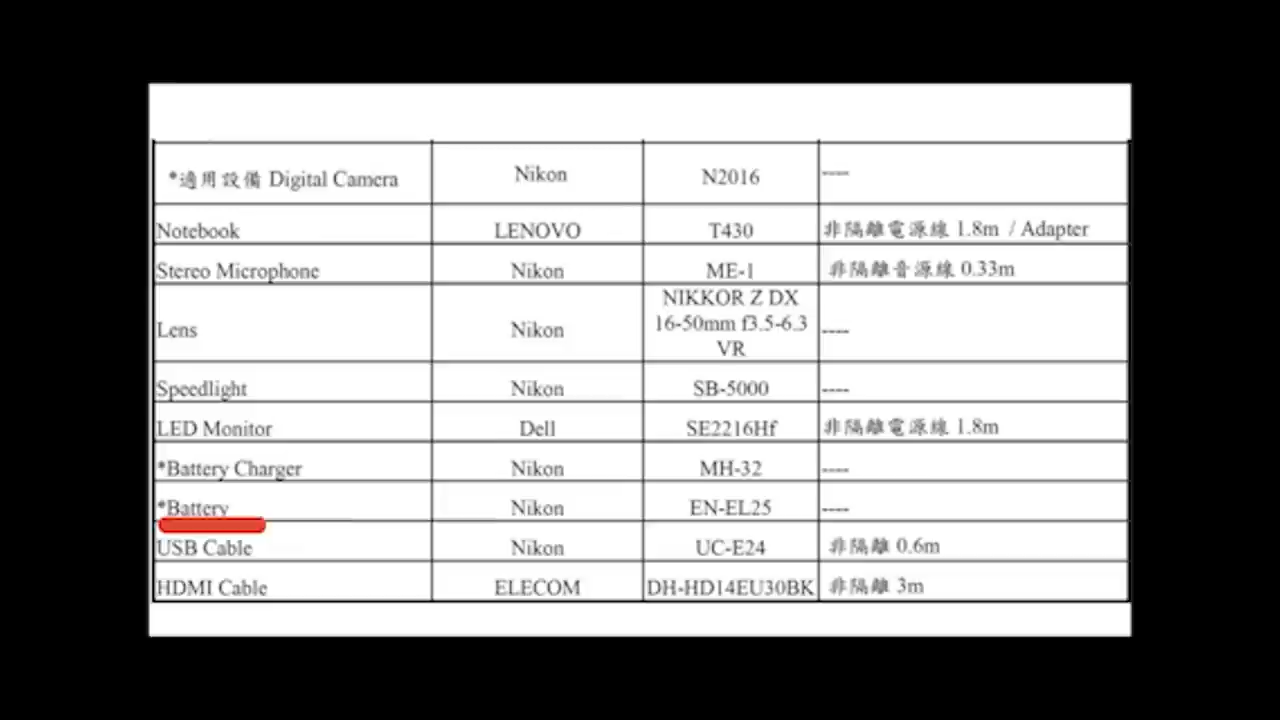 *適用設備 Digital Camera Nikon N2016 ----
Notebook LENOVO T430 非隔離電源線 1.8m / Adapter
Stereo Microphone Nikon ME-1 非隔離音源線 0.33m
Lens Nikon NIKKOR Z DX 16-50mm f3.5-6.3 VR ----
Speedlight Nikon SB-5000 ----
LED Monitor Dell SE2216Hf 非隔離電源線 1.8m
*Battery Charger Nikon MH-32 ----
*Battery Nikon EN-EL25 ----
USB Cable Nikon UC-E24 非隔離 0.6m
HDMI Cable ELECOM DH-HD14EU30BK 非隔離 3m